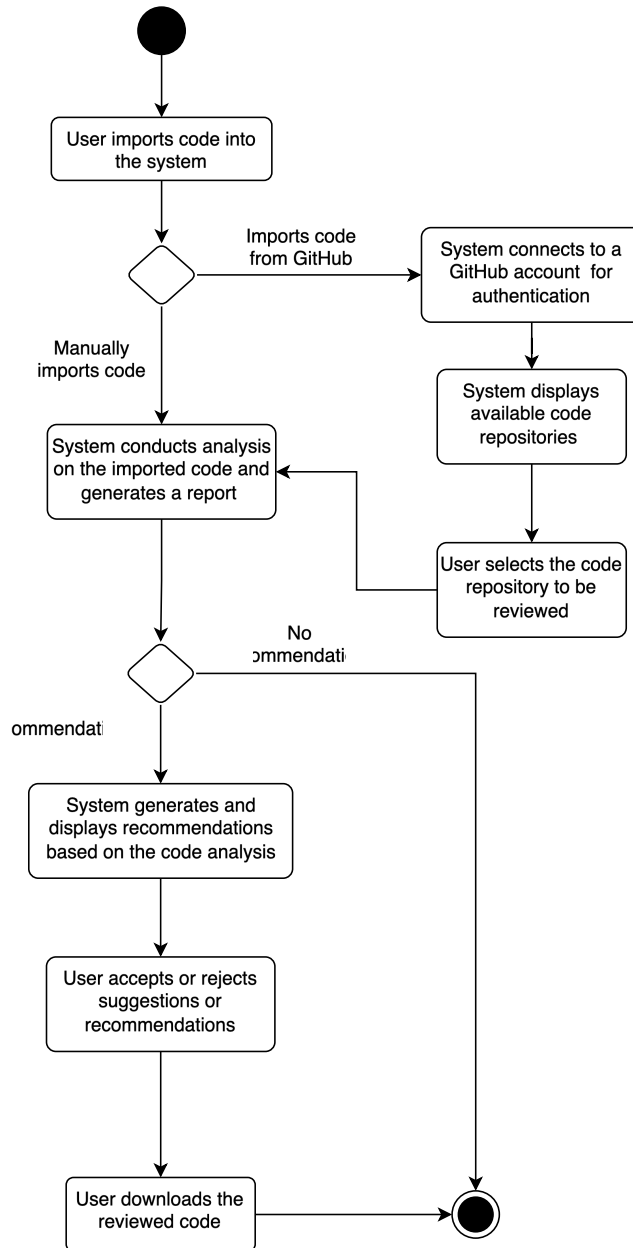 User imports code into
the system
Imports code
from GitHub
System connects to a
GitHub account for
authentication
Manually
imports code
System displays
available code
repositories
System conducts analysis
on the imported code and
generates a report
User selects the code
repository to be
reviewed
No
ommendati
ommendati
System generates and
displays recommendations
based on the code analysis
User accepts or rejects
suggestions or
recommendations
User downloads the
reviewed code